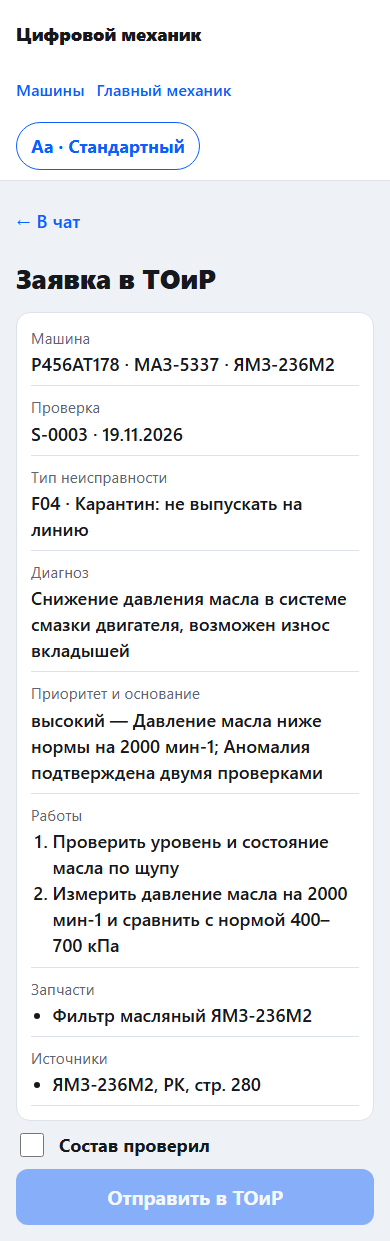 Цифровой механик
Машины Главный механик
Aa · Стандартный
← В чат
Заявка в ТОиР
Машина
Р456АТ178 · МАЗ-5337 · ЯМЗ-236М2
Проверка
S-0003 · 19.11.2026
Тип неисправности
F04 · Карантин: не выпускать на
линию
Диагноз
Снижение давления масла в системе
смазки двигателя, возможен износ
вкладышей
Приоритет и основание
высокий — Давление масла ниже
нормы на 2000 мин-1; Аномалия
подтверждена двумя проверками
Работы
1. Проверить уровень и состояние
масла по щупу
2. Измерить давление масла на 2000
мин-1 и сравнить с нормой 400–
700 кПа
Запчасти
• Фильтр масляный ЯМЗ-236М2
Источники
• ЯМЗ-236М2, РК, стр. 280
Состав проверил
Отправить в ТОиР